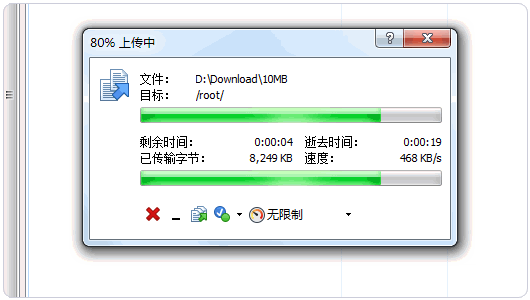 80% 上传中
文件： D:\Download\10MB
目标： /root/
剩余时间： 0:00:04 逝去时间： 0:00:19
已传输字节： 8,249 KB 速度： 468 KB/s
无限制